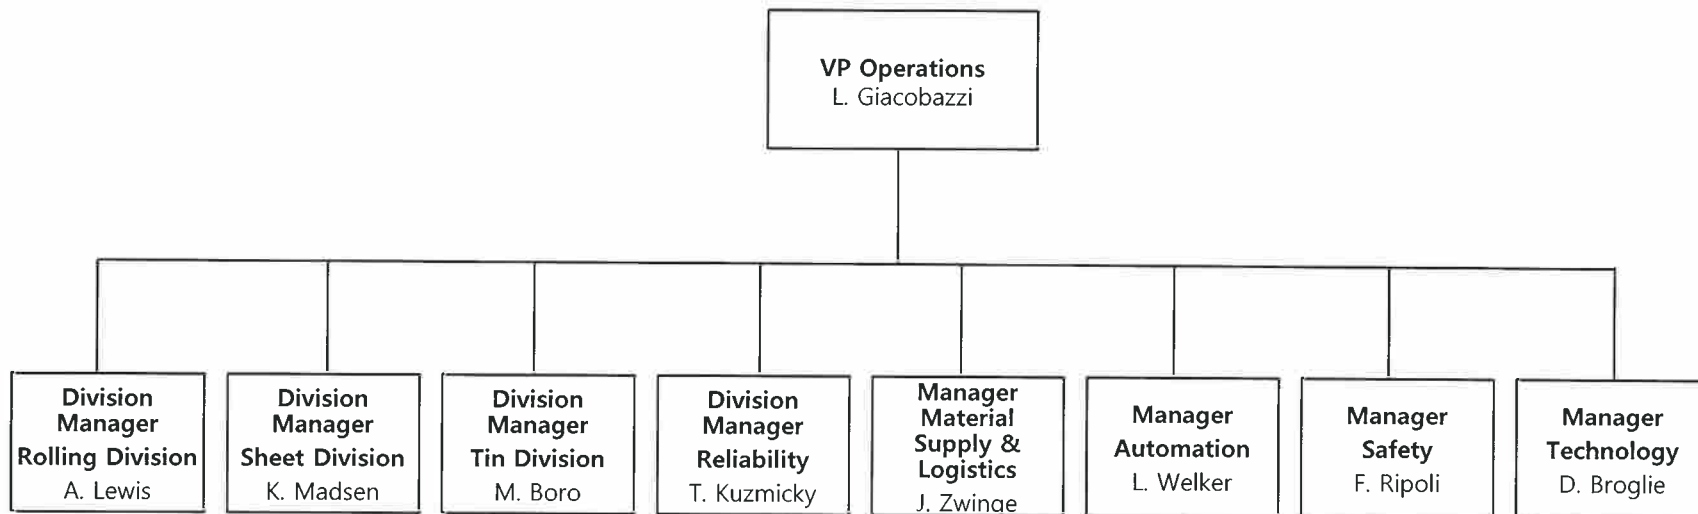 VP Operations
L. Giacobazzi
Division
Manager
Rolling Division
A. Lewis
Division
Manager
Sheet Division
K. Madsen
Division
Manager
Tin Division
M. Boro
Division
Manager
Reliability
T. Kuzmicky
Manager
Material
Supply &
Logistics
J. Zwinge
Manager
Automation
L. Welker
Manager
Safety
F. Ripoli
Manager
Technology
D. Broglie